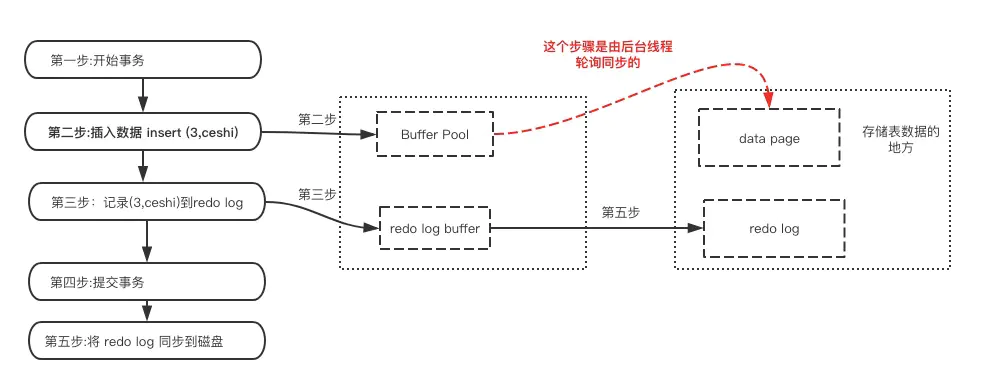 第一步:开始事务
第二步:插入数据 insert (3,ceshi)
第三步：记录(3,ceshi)到redo log
第四步:提交事务
第五步:将 redo log 同步到磁盘
第二步
第三步
Buffer Pool
redo log buffer
这个步骤是由后台线程
轮询同步的
第五步
data page
redo log
存储表数据的
地方